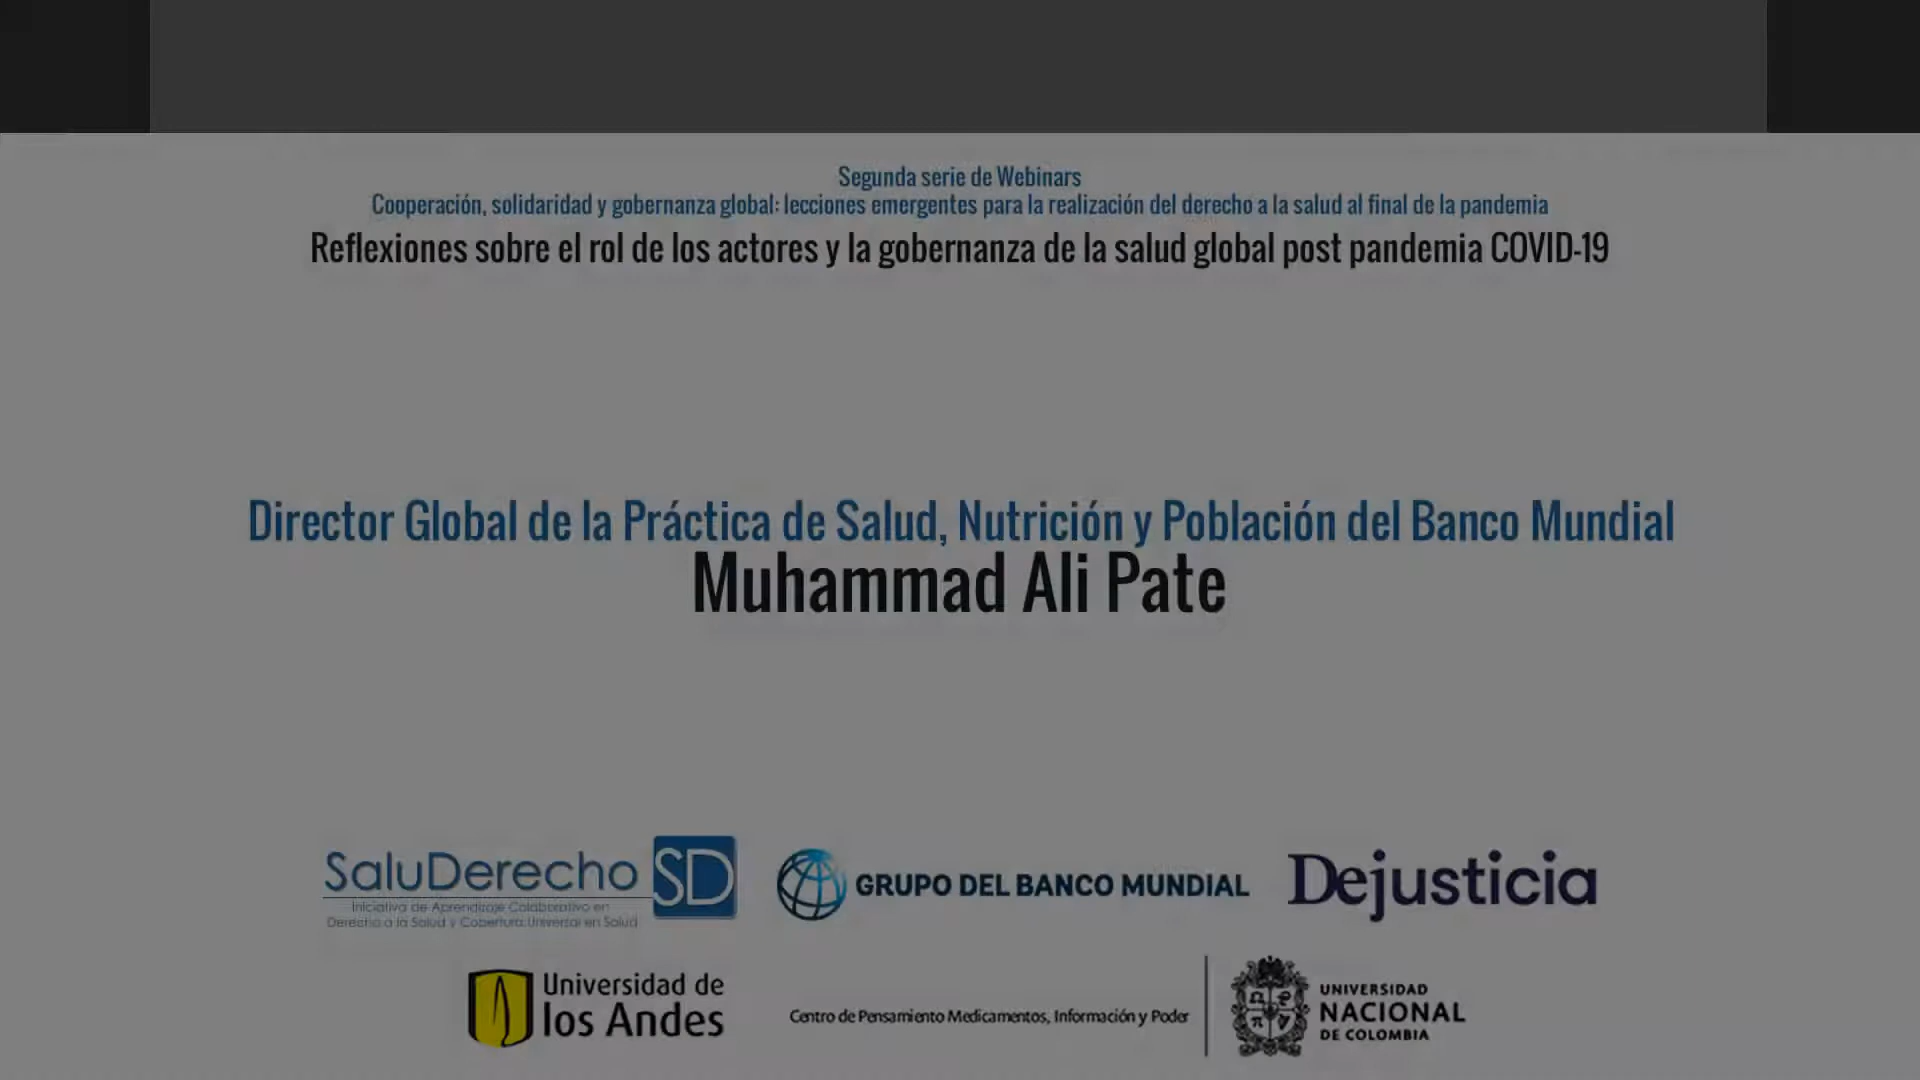 Segunda serie de Webinars
Cooperación, solidaridad y gobernanza global: lecciones emergentes para la realización del derecho a la salud al final de la pandemia
Reflexiones sobre el rol de los actores y la gobernanza de la salud global post pandemia COVID-19
Director Global de la Práctica de Salud, Nutrición y Población del Banco Mundial
Muhammad Ali Pate
SaluDerecho SD
Iniciativa de Aprendizaje Colaborativo en
Derecho a la Salud y Cobertura Universal en Salud
GRUPO DEL BANCO MUNDIAL
Dejusticia
Universidad de
los Andes
Centro de Pensamiento Medicamentos, Información y Poder
UNIVERSIDAD
NACIONAL
DE COLOMBIA